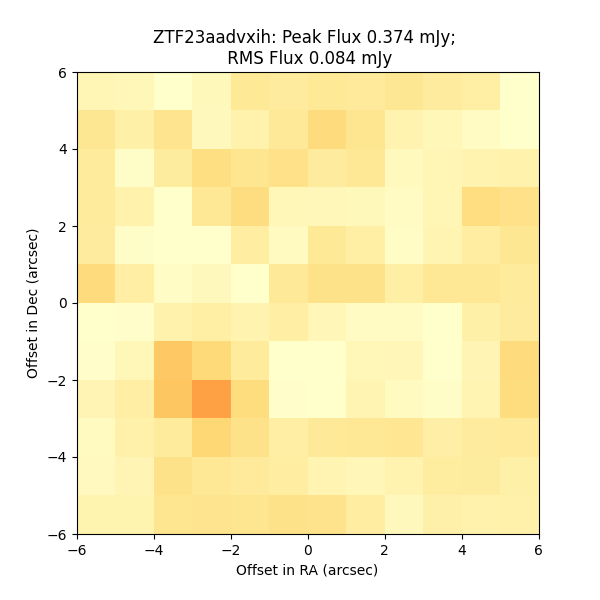 ZTF23aadvxih: Peak Flux 0.374 mJy;
RMS Flux 0.084 mJy
6
4
2
0
−2
−4
−6
Offset in Dec (arcsec)
−6 −4 −2 0 2 4 6
Offset in RA (arcsec)